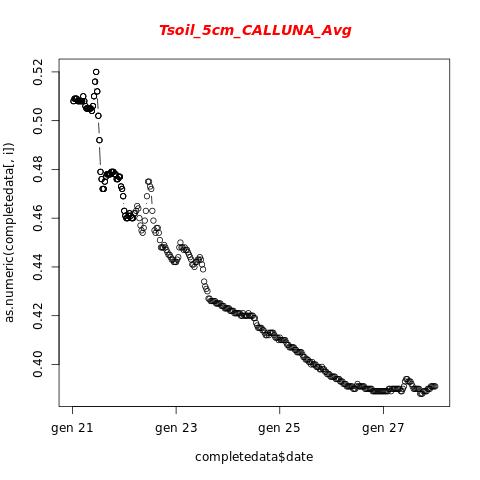 Tsoil_5cm_CALLUNA_Avg
as.numeric(completedata[, i])
0.52
0.50
0.48
0.46
0.44
0.42
0.40
gen 21
gen 23
gen 25
gen 27
completedata$date